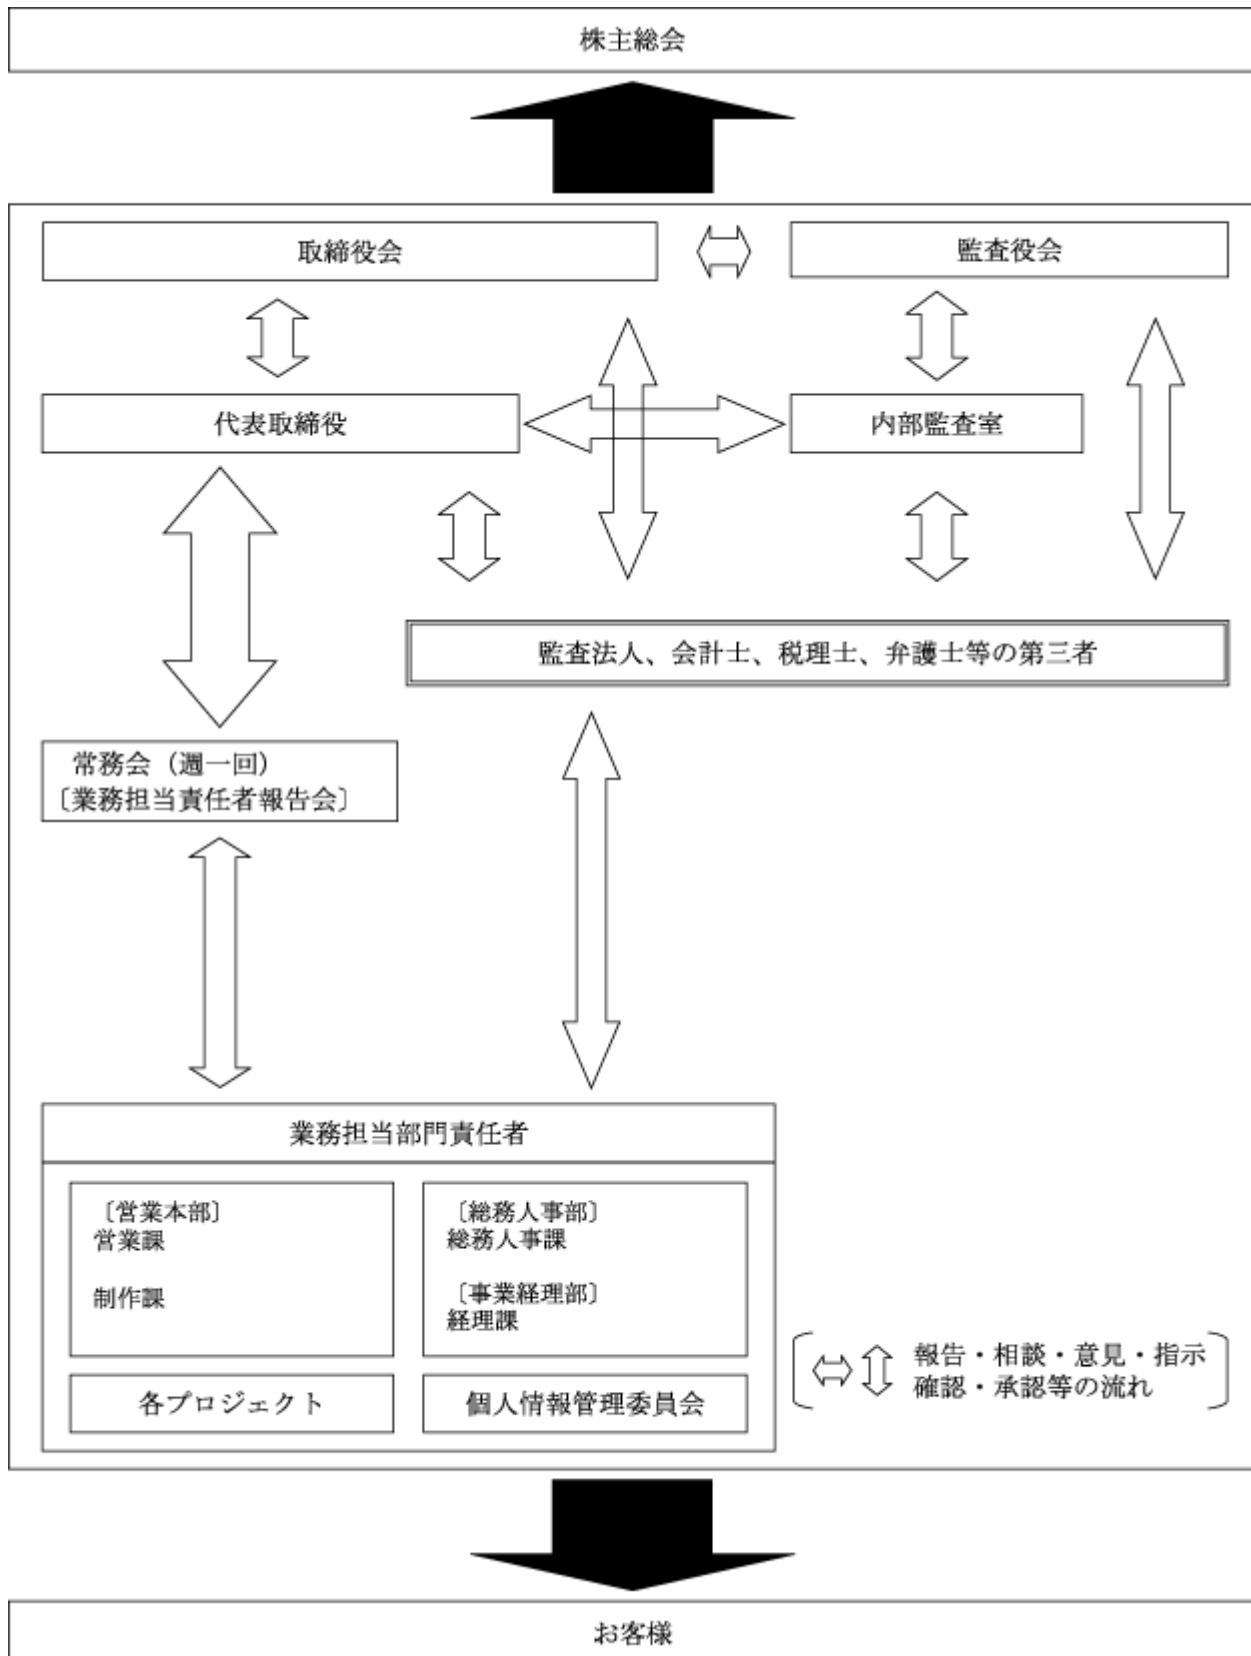 株主総会
取締役会
監査役会
代表取締役
内部監査室
監査法人、会計士、税理士、弁護士等の第三者
常務会（週一回）
〔業務担当責任者報告会〕
業務担当部門責任者
〔営業本部〕
営業課
制作課
〔総務人事部〕
総務人事課
〔事業経理部〕
経理課
各プロジェクト
個人情報管理委員会
報告・相談・意見・指示
確認・承認等の流れ
お客様